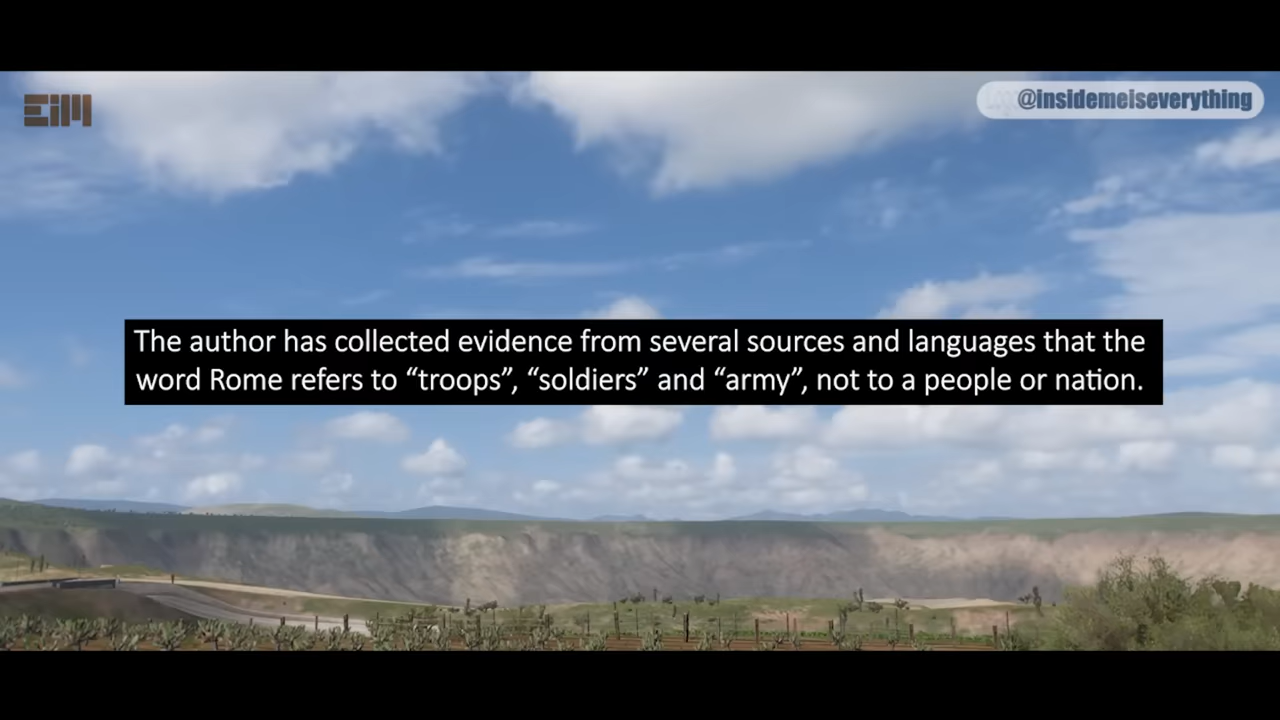 EiM
@insidemeiseverything
The author has collected evidence from several sources and languages that the
word Rome refers to “troops”, “soldiers” and “army”, not to a people or nation.